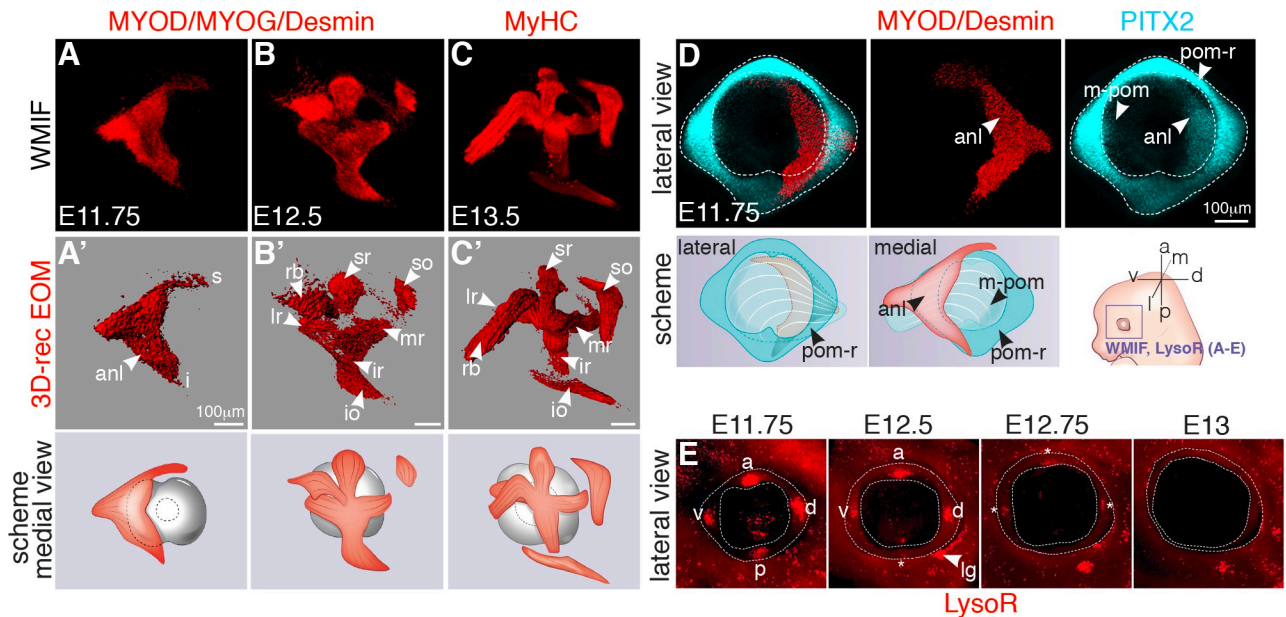 MYOD/MYOG/Desmin MyHC
WMIF
A B C
E11.75 E12.5 E13.5
3D-rec EOM
A' B' C'
s rb sr so sr so
lr lr
mr mr
anl i ir rb ir
io io
100µm
scheme
medial view
MYOD/Desmin PITX2
lateral view
D pom-r
m-pom
anl anl
E11.75 100µm
scheme
lateral medial
anl m-pom
pom-r pom-r
a
m
v d
l
p
WMIF, LysoR (A-E)
E11.75 E12.5 E12.75 E13
lateral view
E a a *
v d v d * *
p * lg
LysoR